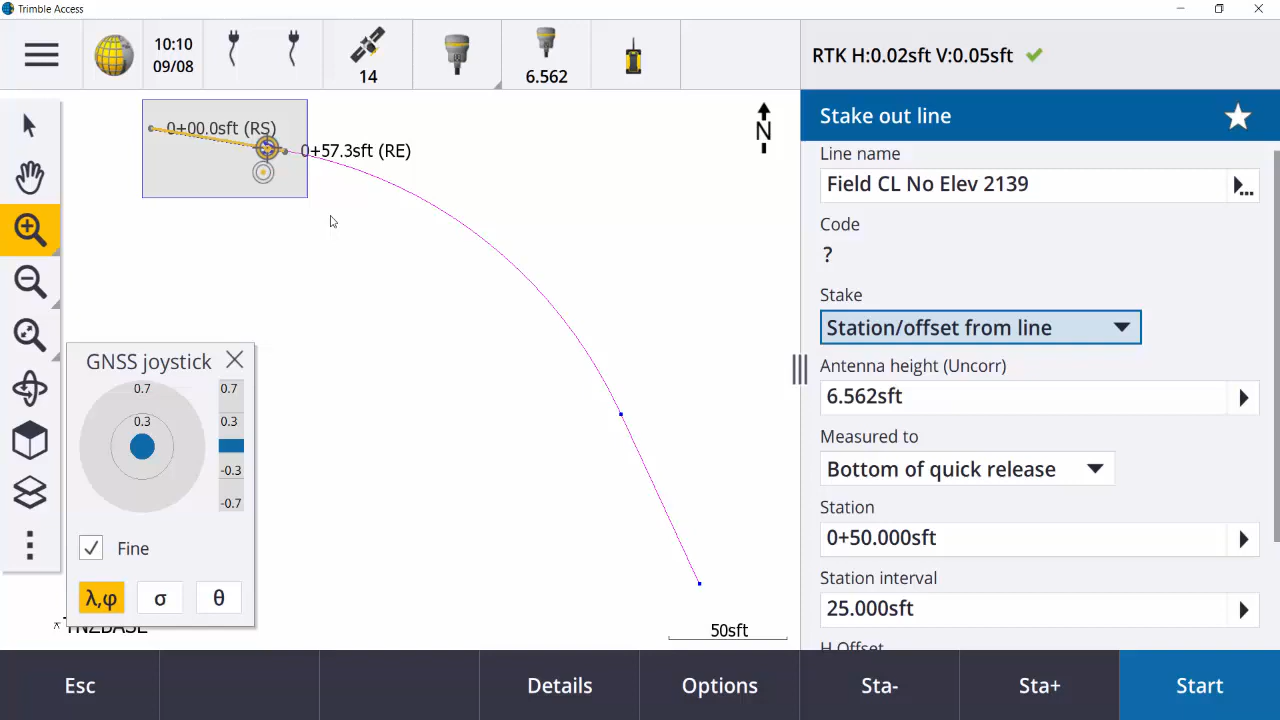 Trimble Access
10:10
09/08
14
6.562
RTK H:0.02sft V:0.05sft
0+00.0sft (RS)
0+57.3sft (RE)
N
GNSS joystick
0.7
0.3
0.7
0.3
-0.3
-0.7
Fine
λ,φ
σ
θ
TNZBASE
50sft
Stake out line
Line name
Field CL No Elev 2139
Code
?
Stake
Station/offset from line
Antenna height (Uncorr)
6.562sft
Measured to
Bottom of quick release
Station
0+50.000sft
Station interval
25.000sft
H Offset
Esc
Details
Options
Sta-
Sta+
Start